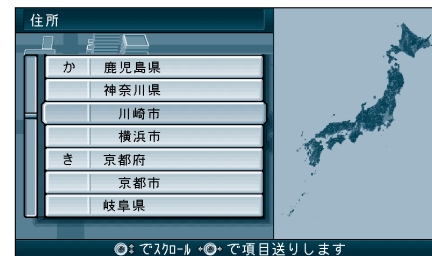 住所
か 鹿児島県
神奈川県
川崎市
横浜市
き 京都府
京都市
岐阜県
でｽｸﾛｰﾙ で項目送りします